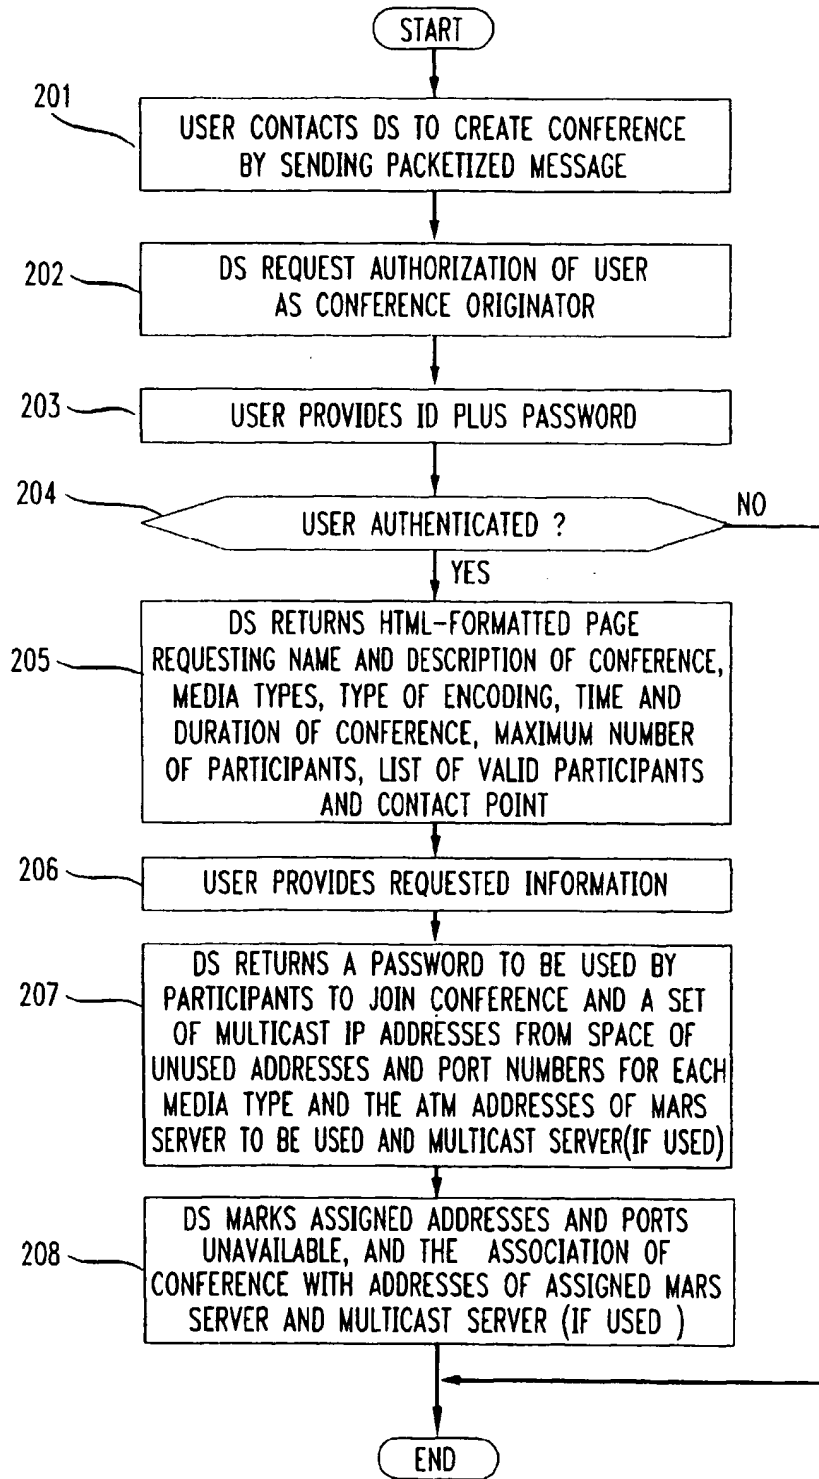 START
201
USER CONTACTS DS TO CREATE CONFERENCE
BY SENDING PACKETIZED MESSAGE
202
DS REQUEST AUTHORIZATION OF USER
AS CONFERENCE ORIGINATOR
203
USER PROVIDES ID PLUS PASSWORD
204
USER AUTHENTICATED ?
NO
YES
205
DS RETURNS HTML-FORMATTED PAGE
REQUESTING NAME AND DESCRIPTION OF CONFERENCE,
MEDIA TYPES, TYPE OF ENCODING, TIME AND
DURATION OF CONFERENCE, MAXIMUM NUMBER
OF PARTICIPANTS, LIST OF VALID PARTICIPANTS
AND CONTACT POINT
206
USER PROVIDES REQUESTED INFORMATION
207
DS RETURNS A PASSWORD TO BE USED BY
PARTICIPANTS TO JOIN CONFERENCE AND A SET
OF MULTICAST IP ADDRESSES FROM SPACE OF
UNUSED ADDRESSES AND PORT NUMBERS FOR EACH
MEDIA TYPE AND THE ATM ADDRESSES OF MARS
SERVER TO BE USED AND MULTICAST SERVER(IF USED)
208
DS MARKS ASSIGNED ADDRESSES AND PORTS
UNAVAILABLE, AND THE ASSOCIATION OF
CONFERENCE WITH ADDRESSES OF ASSIGNED MARS
SERVER AND MULTICAST SERVER (IF USED )
END